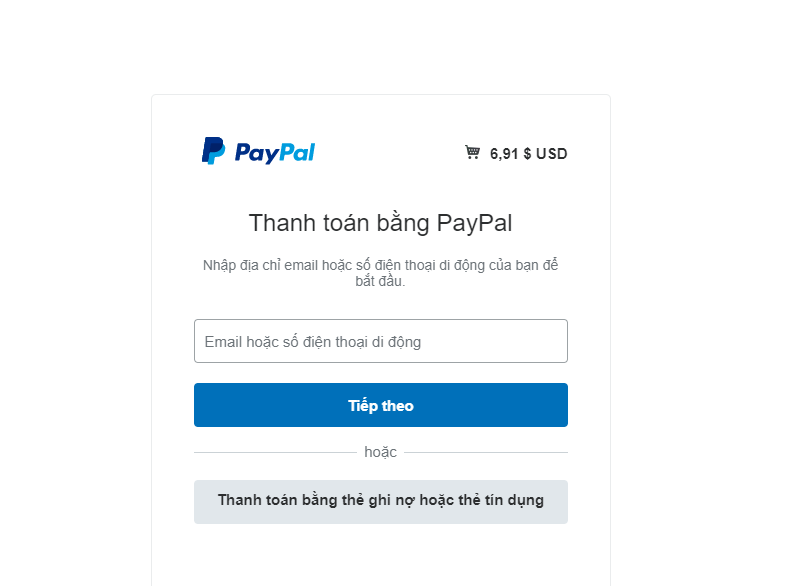 PayPal
6,91 $ USD
Thanh toán bằng PayPal
Nhập địa chỉ email hoặc số điện thoại di động của bạn để
bắt đầu.
Email hoặc số điện thoại di động
Tiếp theo
hoặc
Thanh toán bằng thẻ ghi nợ hoặc thẻ tín dụng